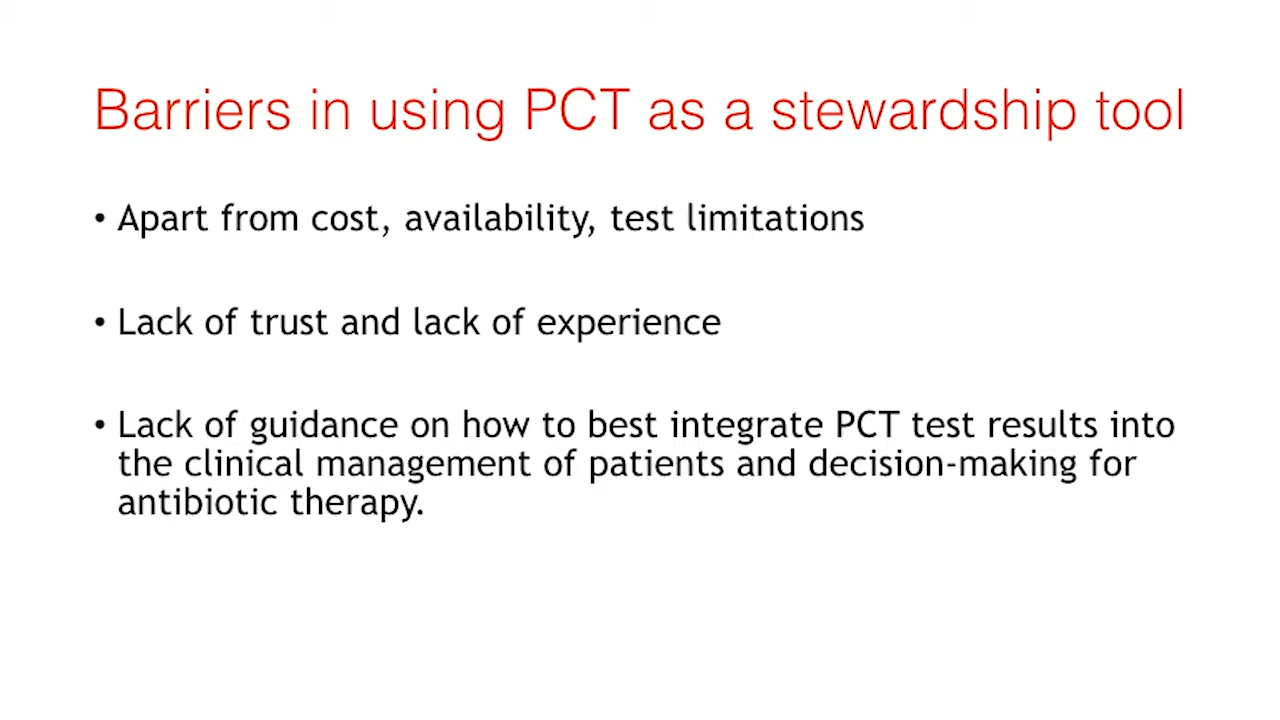 Barriers in using PCT as a stewardship tool
• Apart from cost, availability, test limitations
• Lack of trust and lack of experience
• Lack of guidance on how to best integrate PCT test results into
the clinical management of patients and decision-making for
antibiotic therapy.